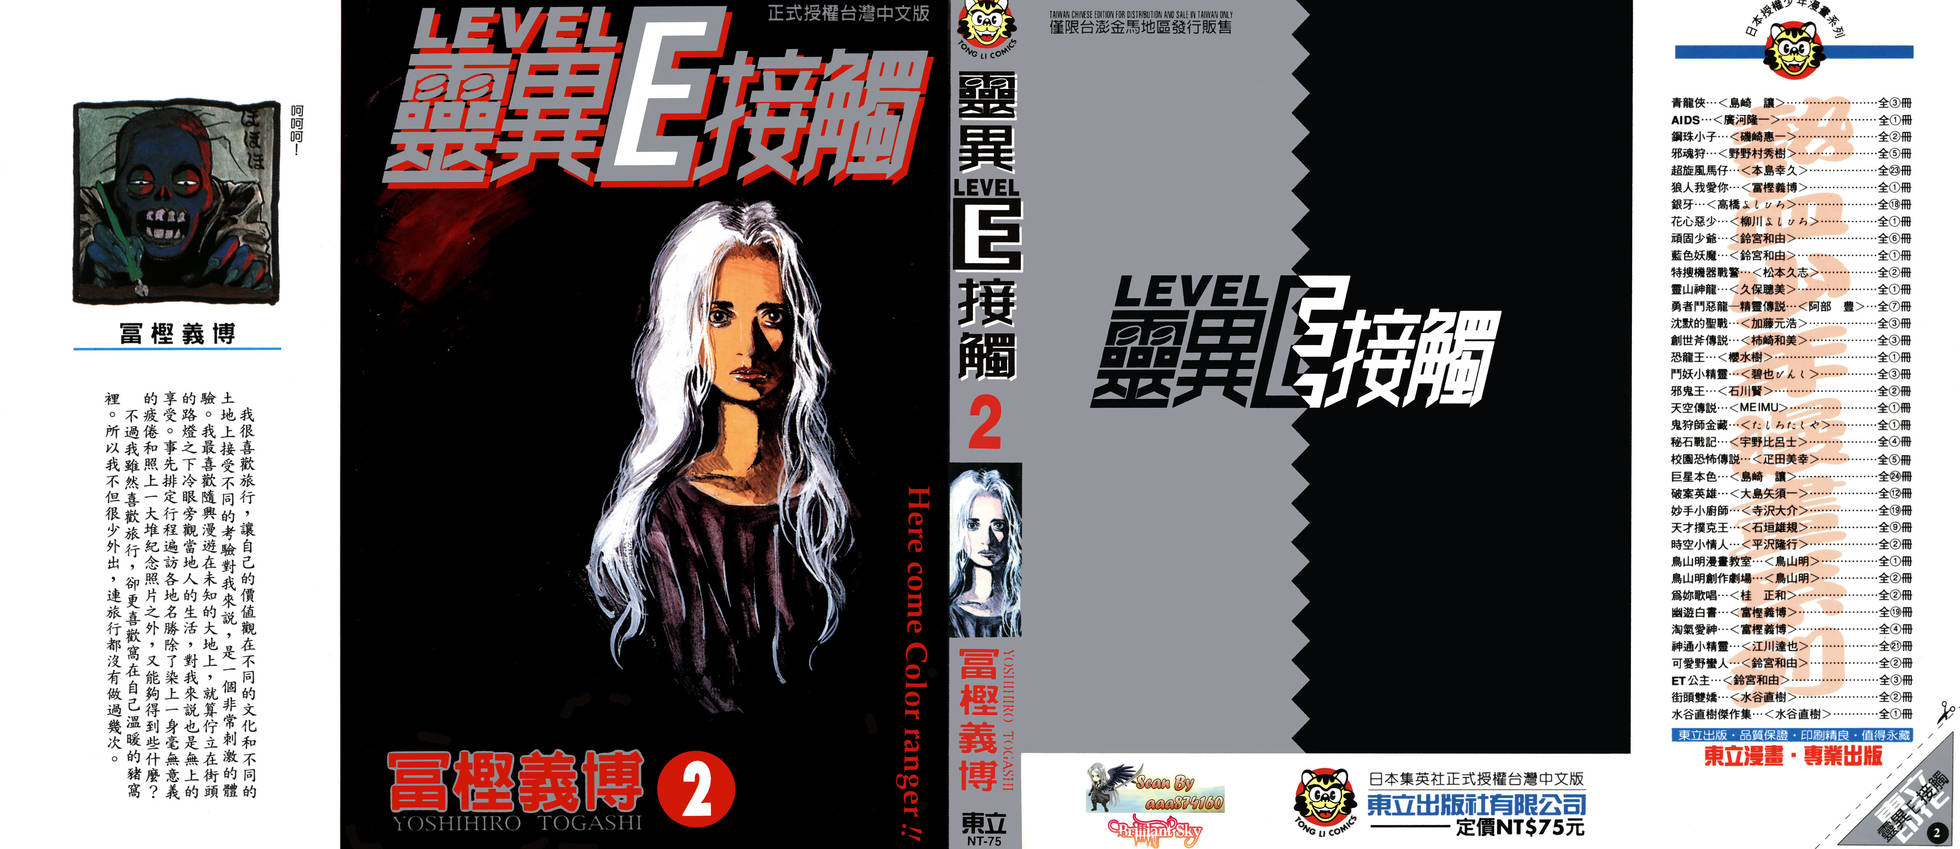 呵呵呵！
ほほほ
冨樫義博
我很喜歡旅行，讓自己的價值觀在不同的文化和不同的
土地上接受不同的考驗對我來説，是一個非常刺激的體
驗。我最喜歡隨興漫遊在未知的大地上，就算佇立在街頭
的路燈之下冷眼旁觀當地人的生活，對我來説也是無上的
享受。事先排定行程遍訪各地名勝除了染上一身毫無意義
的疲倦和照上一大堆紀念照片之外，又能夠得到些什麼？
不過我雖然喜歡旅行，卻更喜歡窩在自己溫暖的豬窩
裡。所以我不但很少外出，連旅行都沒有做過幾次。
正式授權台灣中文版
LEVEL
靈異E接觸
Here come Color ranger!!
冨樫義博 2
YOSHIHIRO TOGASHI
TONG LI COMICS
靈異
LEVEL
E
接觸
2
冨樫義博
YOSHIHIRO TOGASHI
東立
NT-75
TAIWAN CHINESE EDITION FOR DISTRIBUTION AND SALE IN TAIWAN ONLY
僅限台澎金馬地區發行販售
LEVEL
靈異E接觸
Scan By
aaa874160
Brilliant Sky
TONG LI COMICS
日本集英社正式授權台灣中文版
東立出版社有限公司
定價NT$75元
日本授權少年漫畫系列
青龍俠…＜島崎　讓＞…全③冊
AIDS…＜廣河隆一＞…全①冊
鋼珠小子…＜磯崎惠一＞…全②冊
邪魂狩…＜野野村秀樹＞…全⑤冊
超旋風馬仔…＜本島幸久＞…全㉓冊
狼人我愛你…＜冨樫義博＞…全①冊
銀牙…＜高橋よしひろ＞…全⑱冊
花心惡少…＜柳川よしひろ＞…全①冊
頑固少爺…＜鈴宮和由＞…全⑥冊
藍色妖魔…＜鈴宮和由＞…全①冊
特搜機器戰警…＜松本久志＞…全②冊
靈山神龍…＜久保聰美＞…全①冊
勇者鬥惡龍—精靈傳説…＜阿部　豊＞…全⑦冊
沈默的聖戰…＜加藤元浩＞…全③冊
創世斧傳説…＜柿崎和美＞…全③冊
恐龍王…＜櫻水樹＞…全①冊
鬥妖小精靈…＜碧也ぴんく＞…全③冊
邪鬼王…＜石川賢＞…全②冊
天空傳説…＜MEIMU＞…全①冊
鬼狩師金藏…＜たしろたしや＞…全①冊
秘石戰記…＜宇野比呂士＞…全④冊
校園恐怖傳説…＜疋田美幸＞…全⑤冊
巨星本色…＜島崎　讓＞…全㉔冊
破案英雄…＜大島矢須一＞…全⑫冊
妙手小廚師…＜寺沢大介＞…全⑲冊
天才撲克王…＜石垣雄規＞…全⑨冊
時空小情人…＜平沢隆行＞…全②冊
鳥山明漫畫教室…＜鳥山明＞…全①冊
鳥山明創作劇場…＜鳥山明＞…全②冊
爲妳歌唱…＜桂　正和＞…全②冊
幽遊白書…＜冨樫義博＞…全⑲冊
淘氣愛神…＜冨樫義博＞…全④冊
神通小精靈…＜江川達也＞…全㉑冊
可愛野蠻人…＜鈴宮和由＞…全②冊
ET公主…＜鈴宮和由＞…全③冊
街頭雙嬌…＜水谷直樹＞…全②冊
水谷直樹傑作集…＜水谷直樹＞…全①冊
東立出版・品質保證・印刷精良・值得永藏
東立漫畫・專業出版
靈異E接觸
2